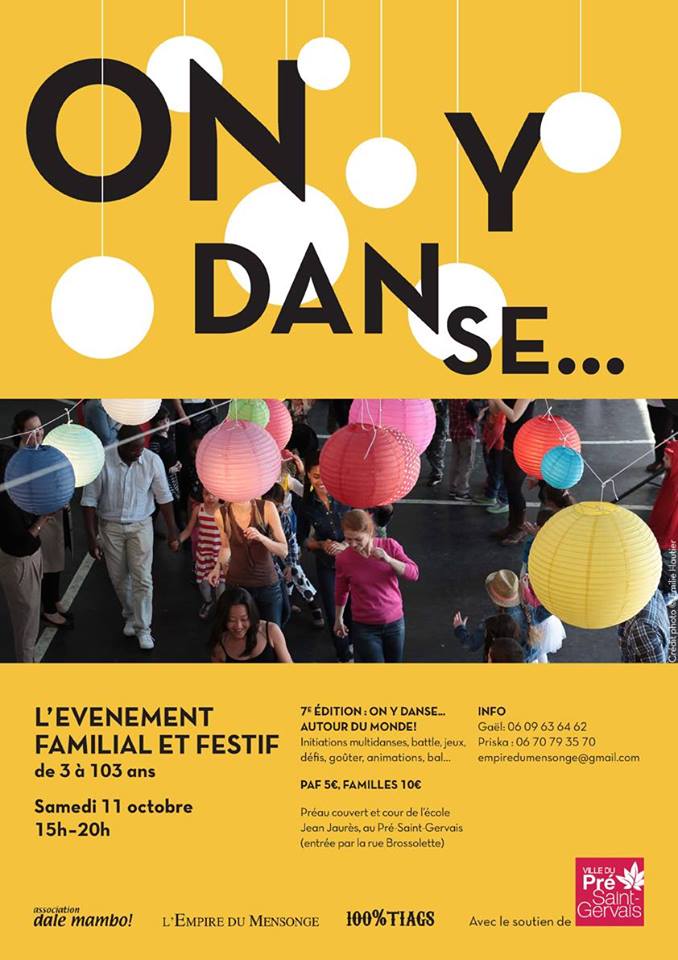 ON Y
DANSE...
Crédit photo © Emilie Hautier
L'EVENEMENT
FAMILIAL ET FESTIF
de 3 à 103 ans
Samedi 11 octobre
15h–20h
7E ÉDITION : ON Y DANSE...
AUTOUR DU MONDE!
Initiations multidanses, battle, jeux,
défis, goûter, animations, bal...
PAF 5€, FAMILLES 10€
Préau couvert et cour de l'école
Jean Jaurès, au Pré-Saint-Gervais
(entrée par la rue Brossolette)
INFO
Gaël: 06 09 63 64 62
Priska : 06 70 79 35 70
empiredumensonge@gmail.com
association
dale mambo!
L'EMPIRE DU MENSONGE
100%TIAGS
Avec le soutien de
VILLE DU
Pré
Saint-
Gervais